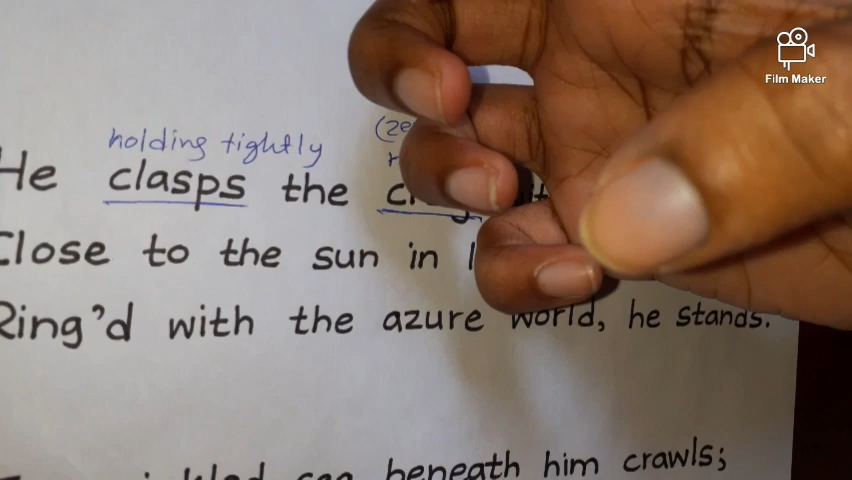 Film Maker
holding tightly
He clasps the
Close to the sun in
Ring'd with the azure world, he stands.
beneath him crawls;